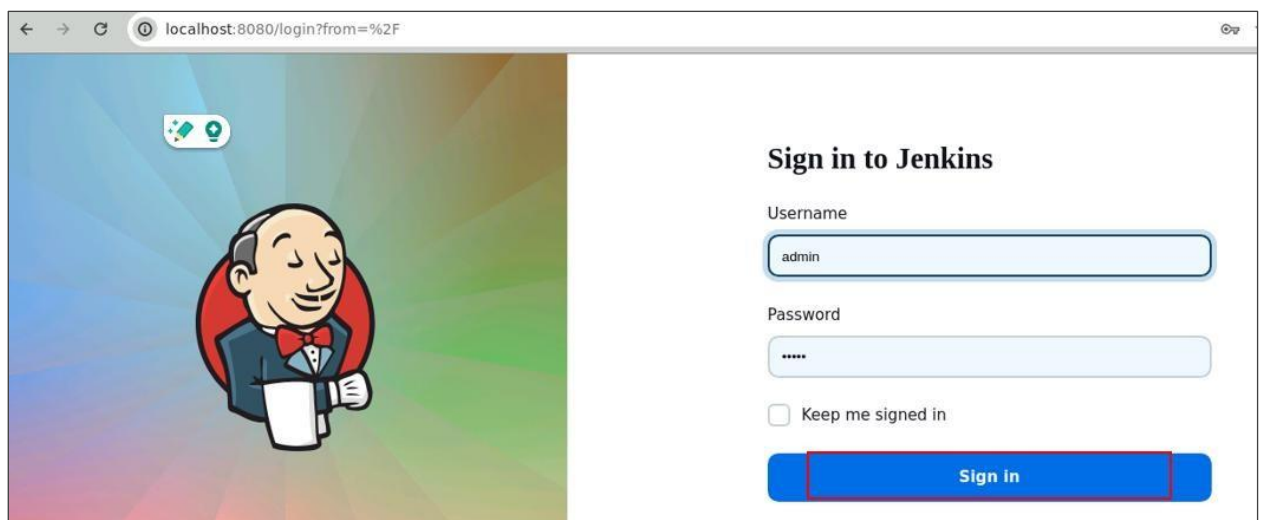 localhost:8080/login?from=%2F
Sign in to Jenkins
Username
admin
Password
•••••
Keep me signed in
Sign in